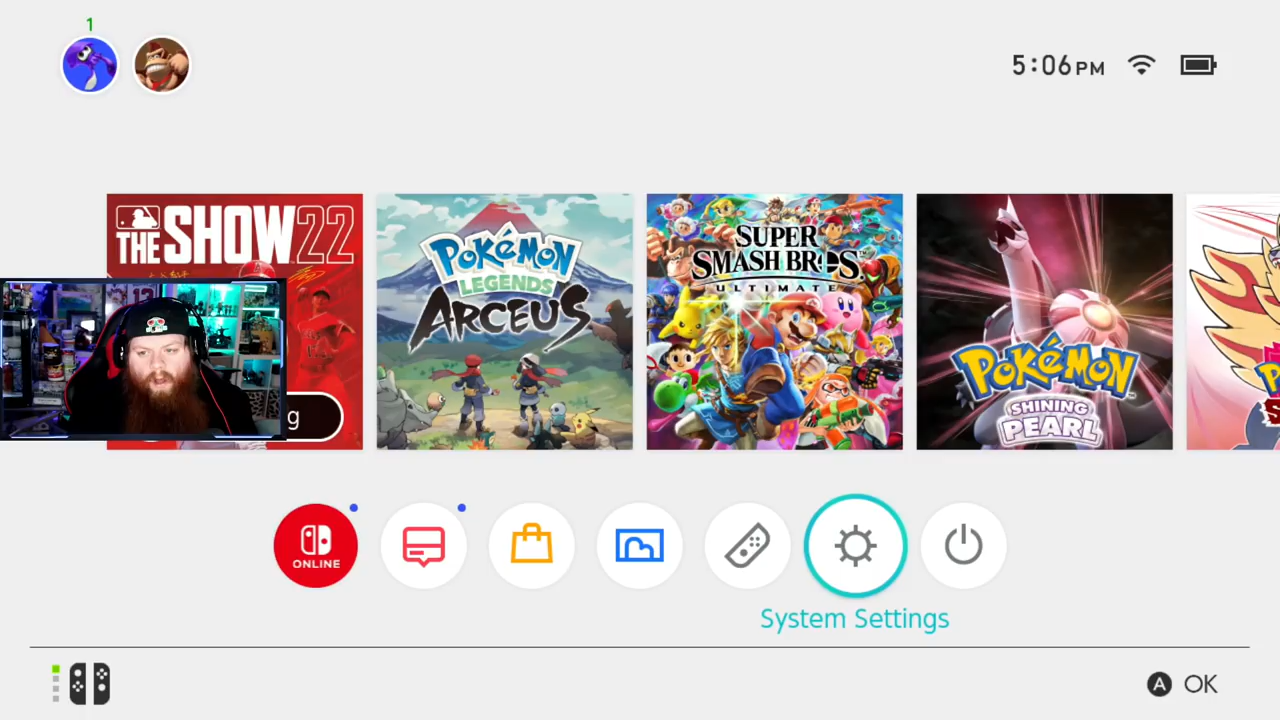 1
5:06 PM
THE SHOW 22
POKéMON
LEGENDS
ARCEUS
SUPER
SMASH BROS.
ULTIMATE
POKéMON
SHINING
PEARL
g
ONLINE
System Settings
A OK